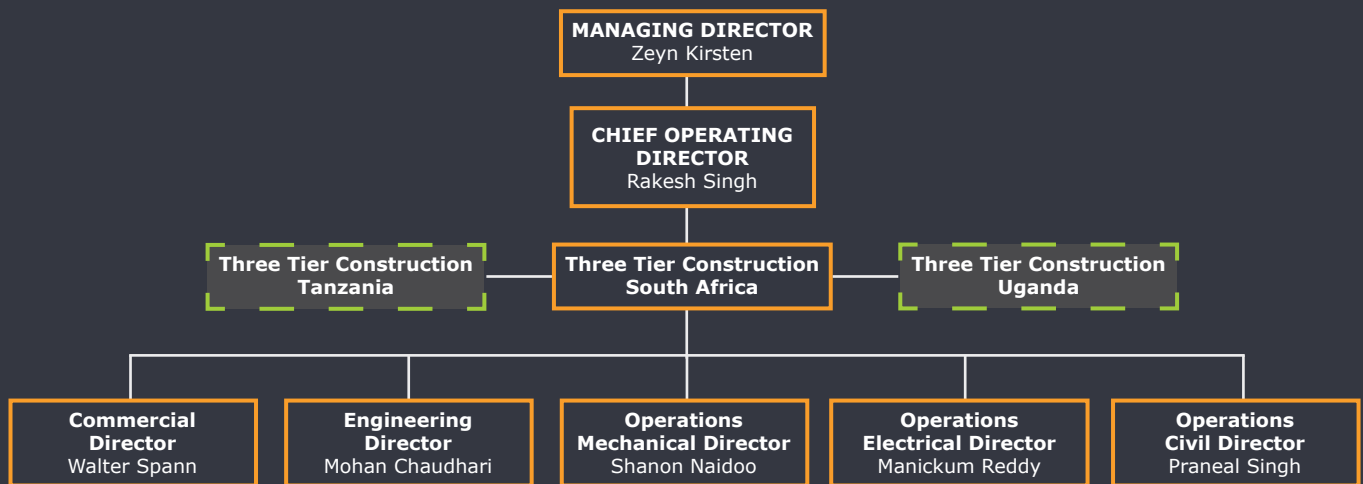 MANAGING DIRECTOR
Zeyn Kirsten
CHIEF OPERATING
DIRECTOR
Rakesh Singh
Three Tier Construction
Tanzania
Three Tier Construction
South Africa
Three Tier Construction
Uganda
Commercial
Director
Walter Spann
Engineering
Director
Mohan Chaudhari
Operations
Mechanical Director
Shanon Naidoo
Operations
Electrical Director
Manickum Reddy
Operations
Civil Director
Praneal Singh